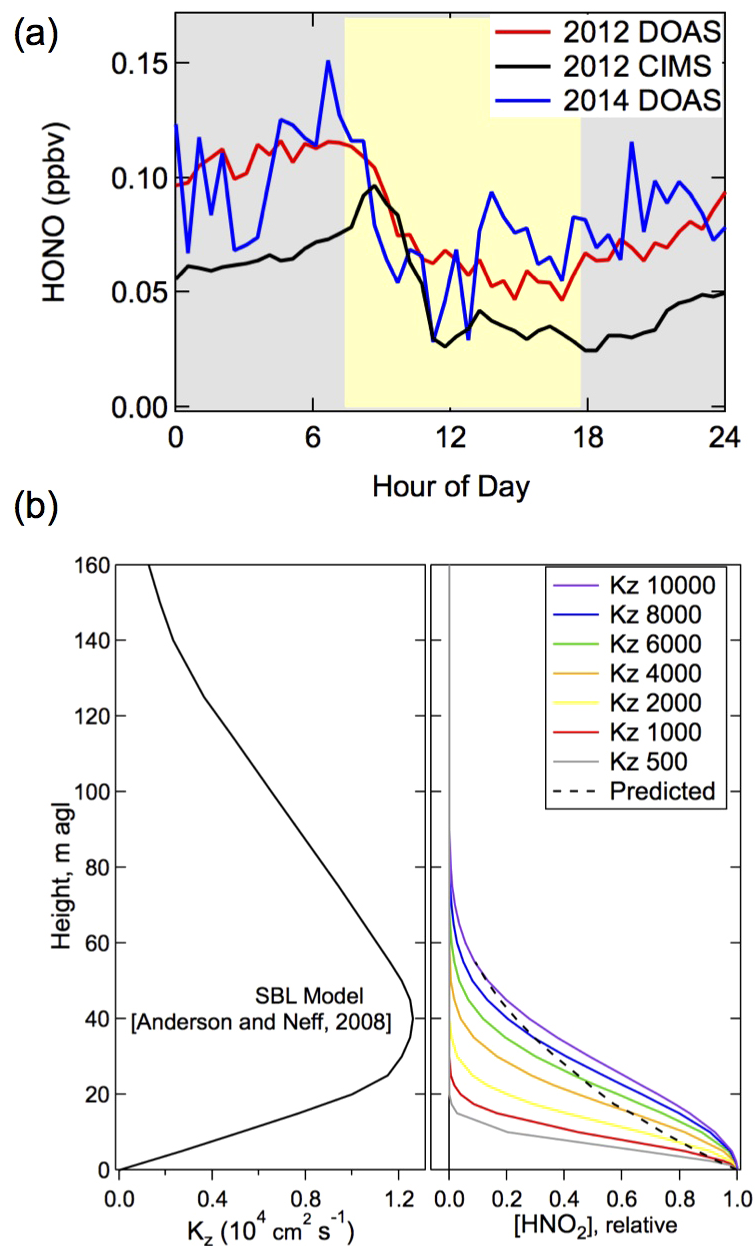 (a)
2012 DOAS
2012 CIMS
2014 DOAS
0.15
0.10
0.05
0.00
HONO (ppbv)
0 6 12 18 24
Hour of Day
(b)
160
140
120
100
80
60
40
20
0
Height, m agl
SBL Model
[Anderson and Neff, 2008]
0.0 0.4 0.8 1.2
K_z (10^4 cm^2 s^-1)
Kz 10000
Kz 8000
Kz 6000
Kz 4000
Kz 2000
Kz 1000
Kz 500
Predicted
0.0 0.2 0.4 0.6 0.8 1.0
[HNO_2], relative